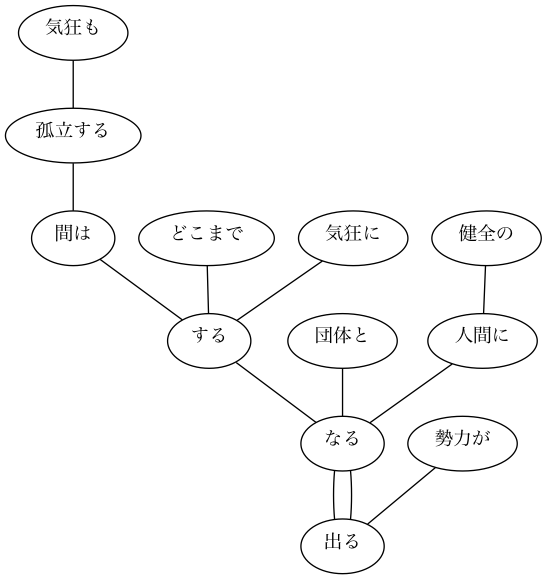 気狂も
孤立する
間は
どこまで
気狂に
健全の
する
団体と
人間に
なる
勢力が
出る